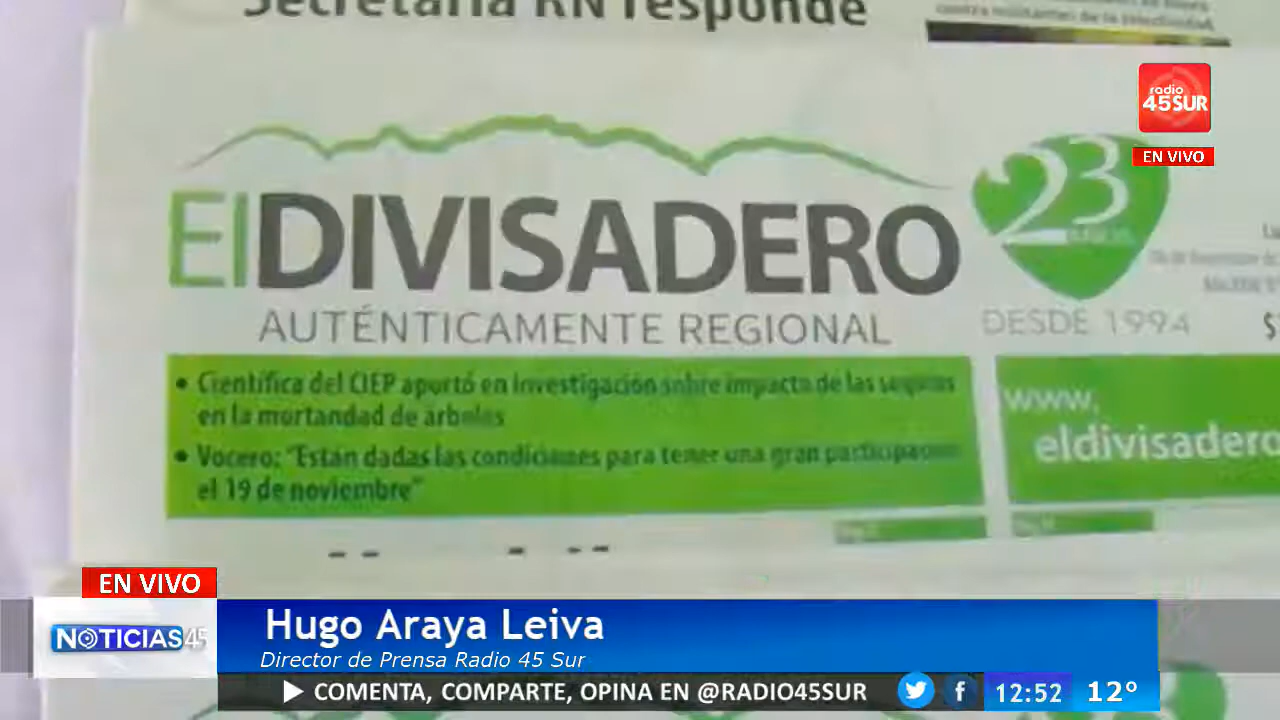 Secretaria RN responde
radio
45SUR
EN VIVO
23
AÑOS
ElDIVISADERO
AUTÉNTICAMENTE REGIONAL
DESDE 1994
$
• Científica del CIEP aportó en investigación sobre impacto de las sequías
en la mortandad de árboles
• Vocero: "Están dadas las condiciones para tener una gran participación
el 19 de noviembre"
www.
eldivisadero
EN VIVO
NOTICIAS45
Hugo Araya Leiva
Director de Prensa Radio 45 Sur
COMENTA, COMPARTE, OPINA EN @RADIO45SUR
12:52
12°